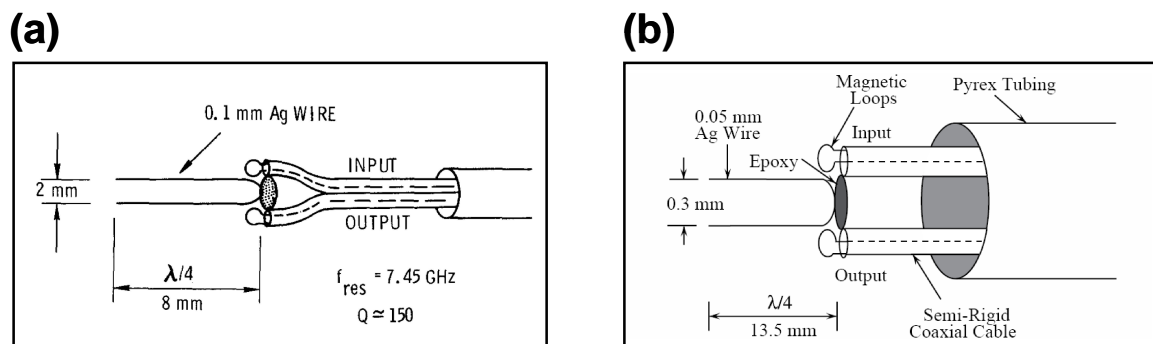 (a)
0.1 mm Ag WIRE
INPUT
2 mm
OUTPUT
λ/4
8 mm
f_res = 7.45 GHz
Q ≃ 150
(b)
Magnetic
Loops
Pyrex Tubing
0.05 mm
Ag Wire
Input
Epoxy
0.3 mm
Output
λ/4
13.5 mm
Semi-Rigid
Coaxial Cable